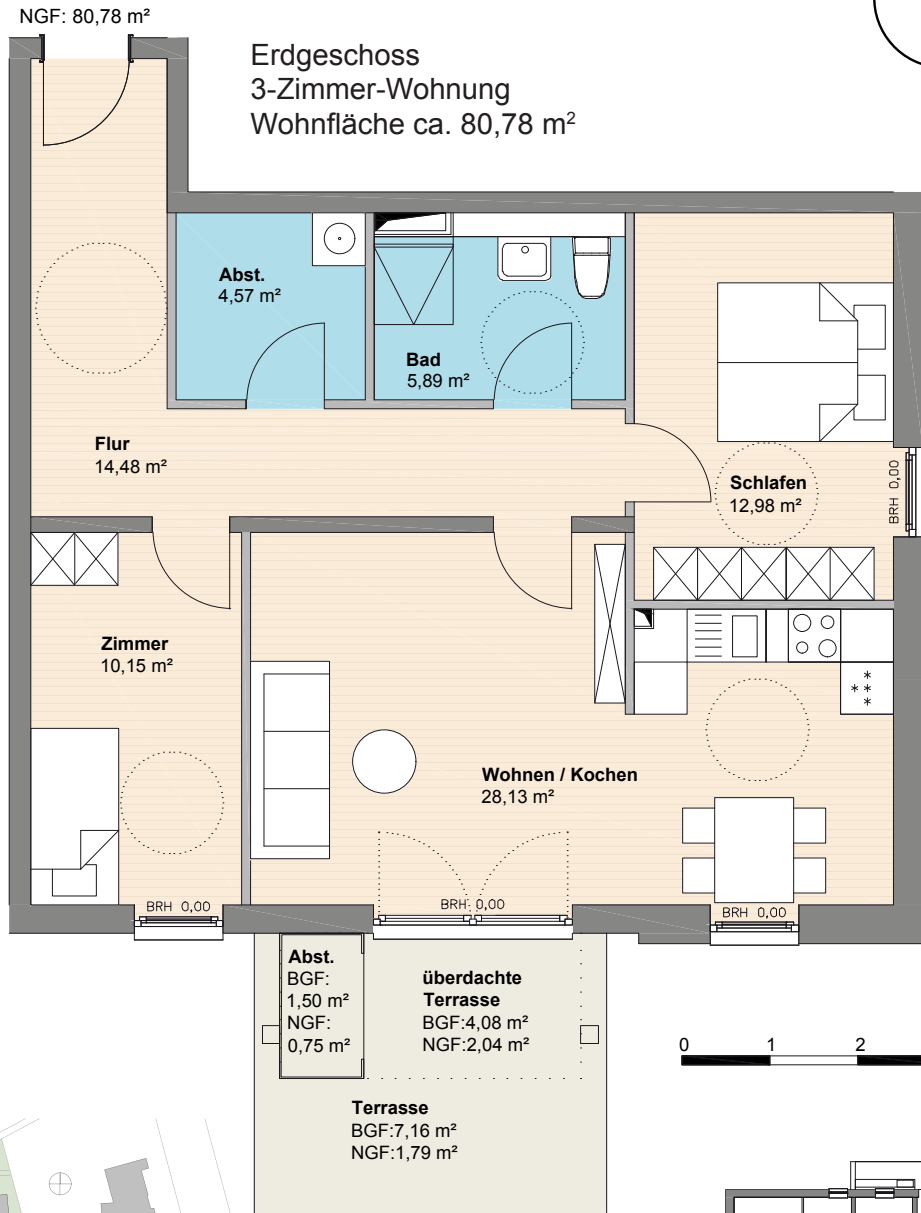 NGF: 80,78 m²
Erdgeschoss
3-Zimmer-Wohnung
Wohnfläche ca. 80,78 m²
Abst.
4,57 m²
Bad
5,89 m²
Flur
14,48 m²
Schlafen
12,98 m²
BRH 0,00
Zimmer
10,15 m²
Wohnen / Kochen
28,13 m²
BRH 0,00
BRH 0,00
BRH 0,00
Abst.
BGF:
1,50 m²
NGF:
0,75 m²
überdachte
Terrasse
BGF:4,08 m²
NGF:2,04 m²
0 1 2
Terrasse
BGF:7,16 m²
NGF:1,79 m²